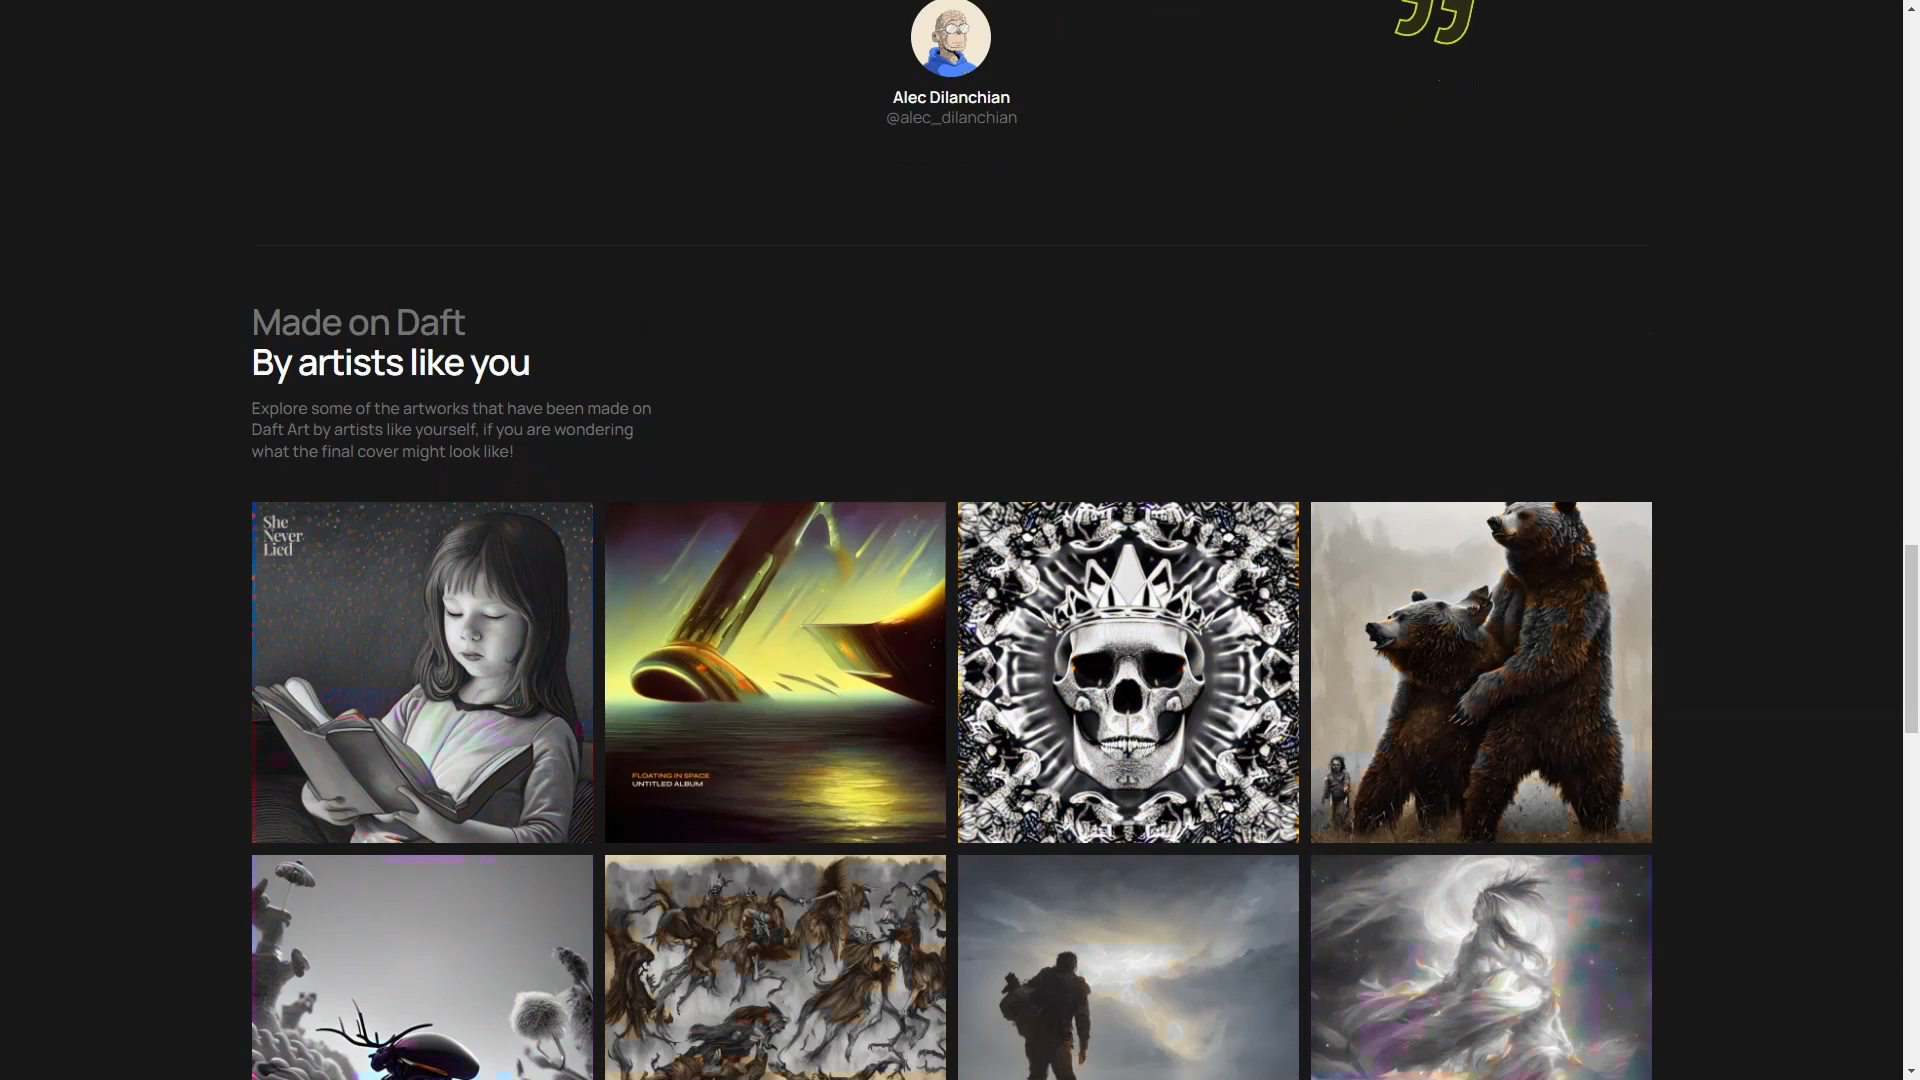 Alec Dilanchian
@alec_dilanchian
Made on Daft
By artists like you
Explore some of the artworks that have been made on
Daft Art by artists like yourself, if you are wondering
what the final cover might look like!
She
Never
Lied
FLOATING IN SPACE
UNTITLED ALBUM